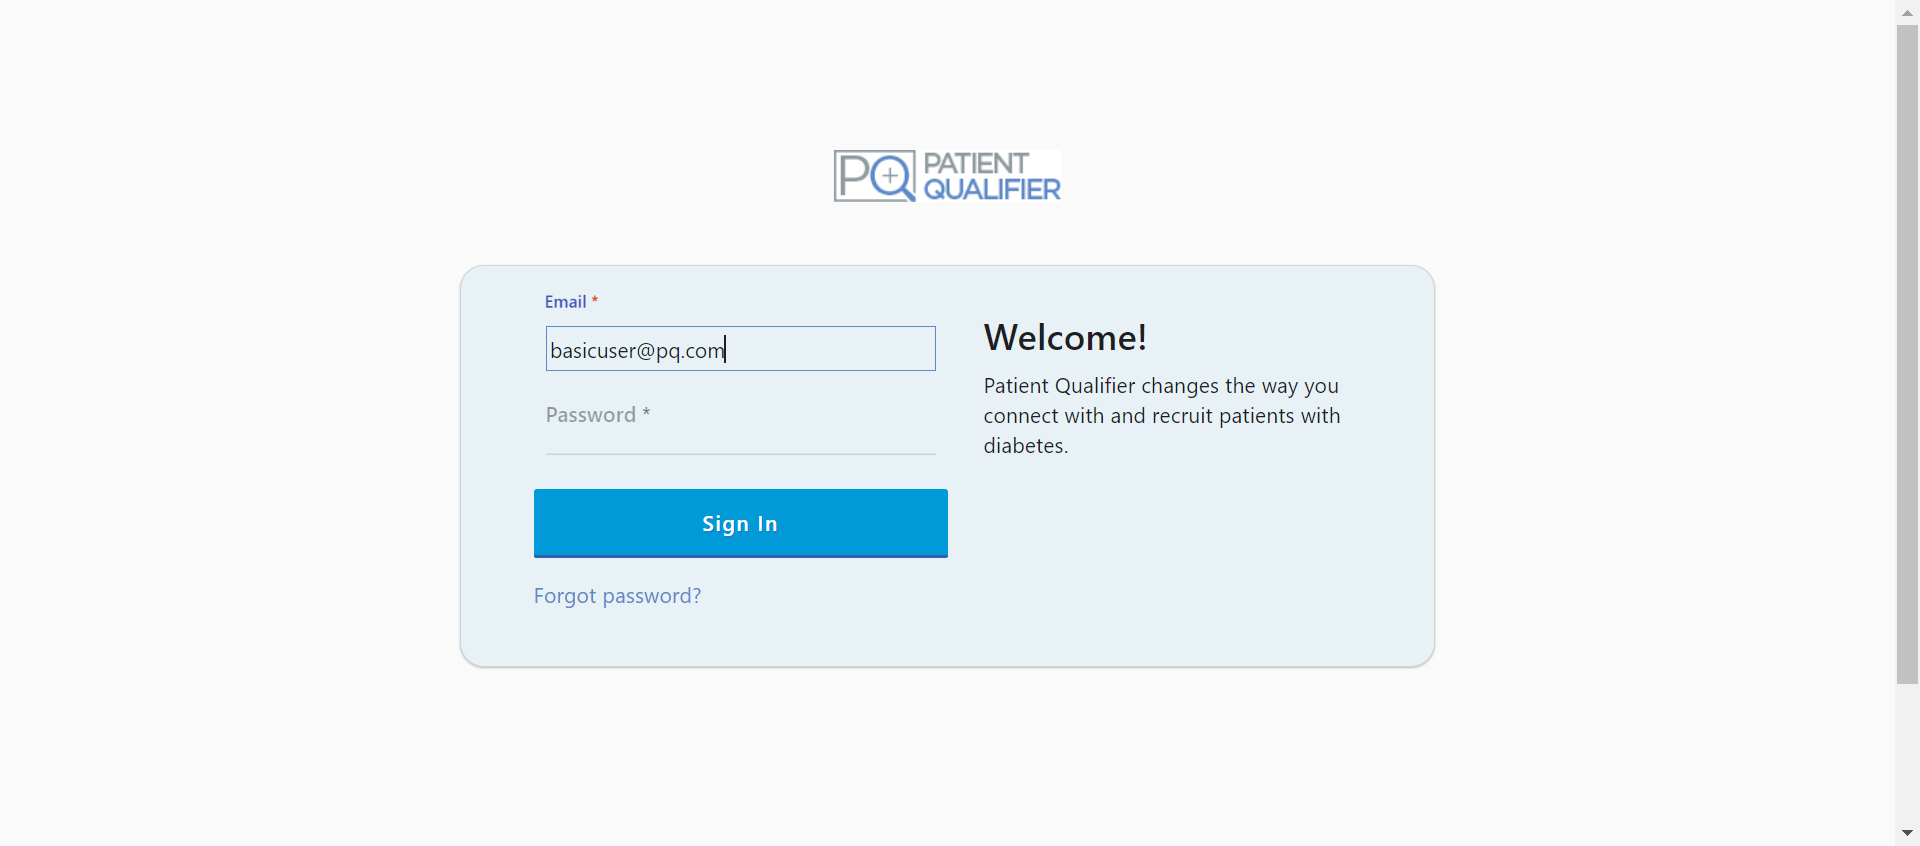 PQ PATIENT
QUALIFIER
Email *
basicuser@pq.com
Password *
Sign In
Forgot password?
Welcome!
Patient Qualifier changes the way you
connect with and recruit patients with
diabetes.